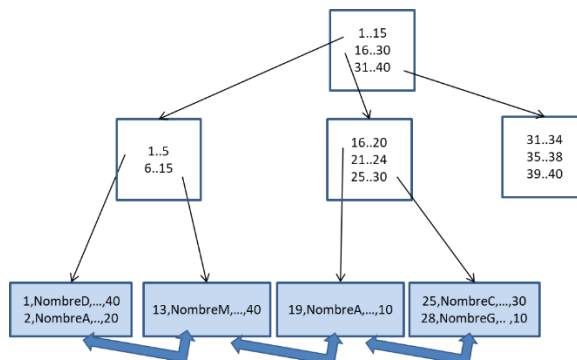 1..15
16..30
31..40
1..5
6..15
16..20
21..24
25..30
31..34
35..38
39..40
1,NombreD,...,40
2,NombreA,..,20
13,NombreM,...,40
19,NombreA,...,10
25,NombreC,...,30
28,NombreG,.. ,10